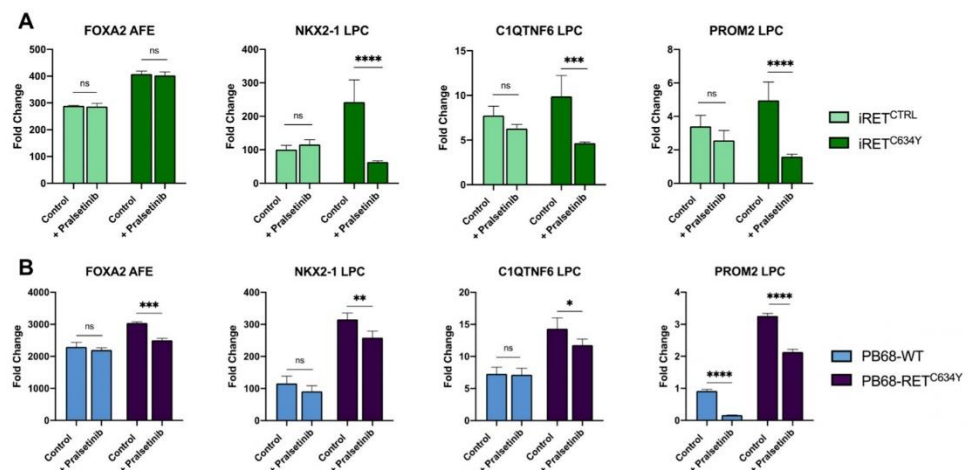 A
FOXA2 AFE
NKX2-1 LPC
C1QTNF6 LPC
PROM2 LPC
Fold Change
500
400
300
200
100
0
ns
ns
Control
+ Pralsetinib
Control
+ Pralsetinib
Fold Change
400
300
200
100
0
ns
****
Control
+ Pralsetinib
Control
+ Pralsetinib
Fold Change
15
10
5
0
ns
***
Control
+ Pralsetinib
Control
+ Pralsetinib
Fold Change
8
6
4
2
0
ns
****
Control
+ Pralsetinib
Control
+ Pralsetinib
iRET^CTRL
iRET^C634Y
B
FOXA2 AFE
NKX2-1 LPC
C1QTNF6 LPC
PROM2 LPC
Fold Change
4000
3000
2000
1000
0
ns
***
Control
+ Pralsetinib
Control
+ Pralsetinib
Fold Change
400
300
200
100
0
ns
**
Control
+ Pralsetinib
Control
+ Pralsetinib
Fold Change
20
15
10
5
0
ns
*
Control
+ Pralsetinib
Control
+ Pralsetinib
Fold Change
4
3
2
1
0
****
****
Control
+ Pralsetinib
Control
+ Pralsetinib
PB68-WT
PB68-RET^C634Y